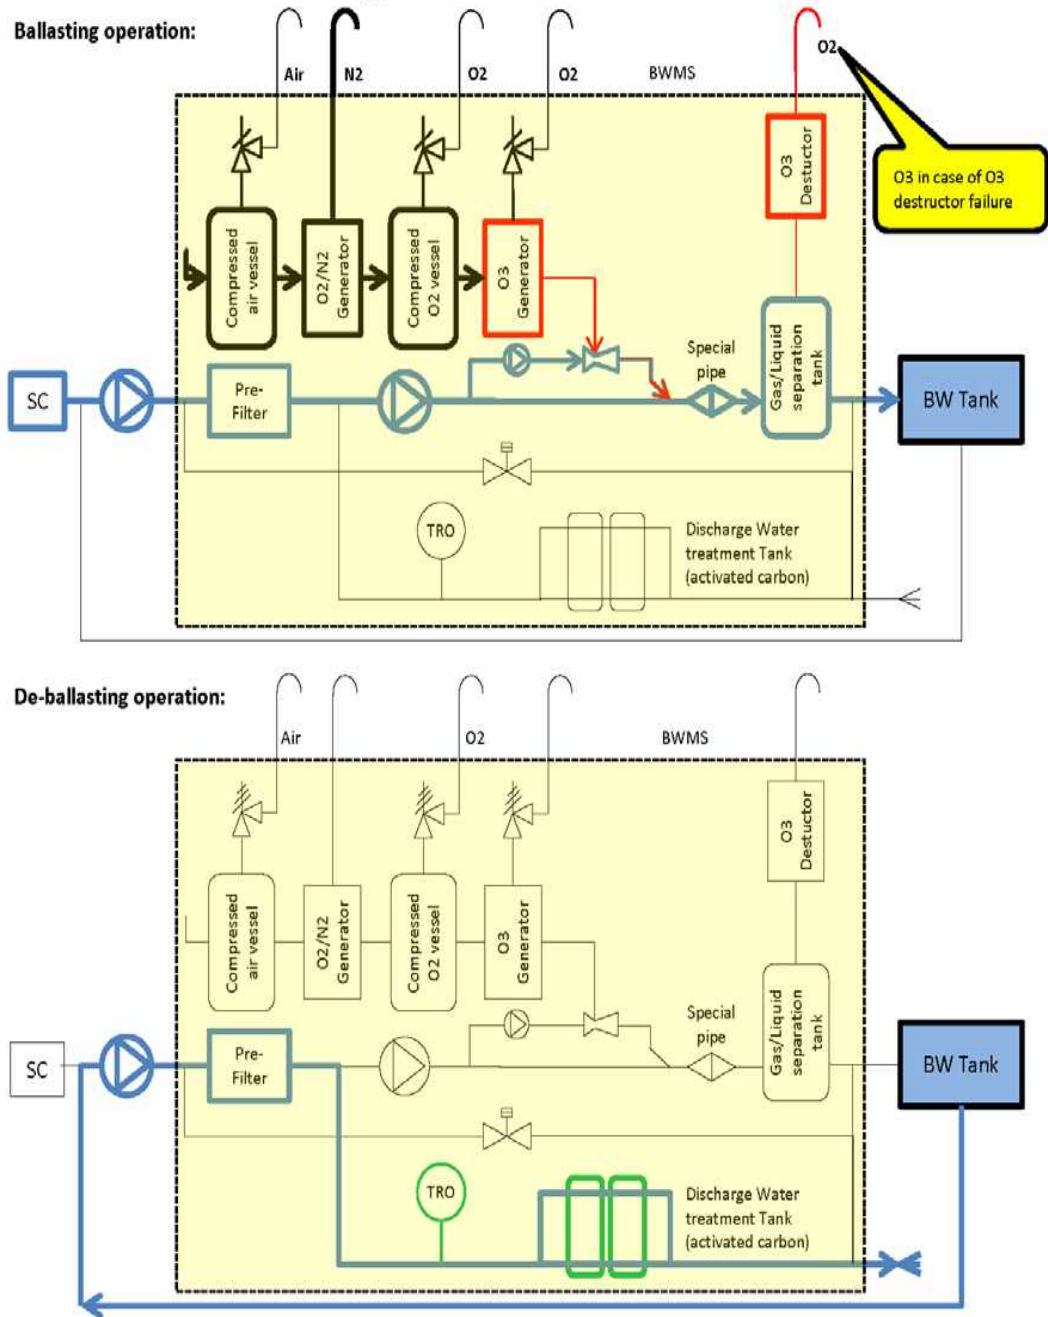 Ballasting operation:
Air
N2
O2
O2
BWMS
O2
O3
Destuctor
O3 in case of O3
destructor failure
Compressed
air vessel
O2/N2
Generator
Compressed
O2 vessel
O3
Generator
Special
pipe
Gas/Liquid
separation
tank
SC
Pre-
Filter
BW Tank
TRO
Discharge Water
treatment Tank
(activated carbon)
De-ballasting operation:
Air
O2
BWMS
O3
Destuctor
Compressed
air vessel
O2/N2
Generator
Compressed
O2 vessel
O3
Generator
Special
pipe
Gas/Liquid
separation
tank
SC
Pre-
Filter
BW Tank
TRO
Discharge Water
treatment Tank
(activated carbon)